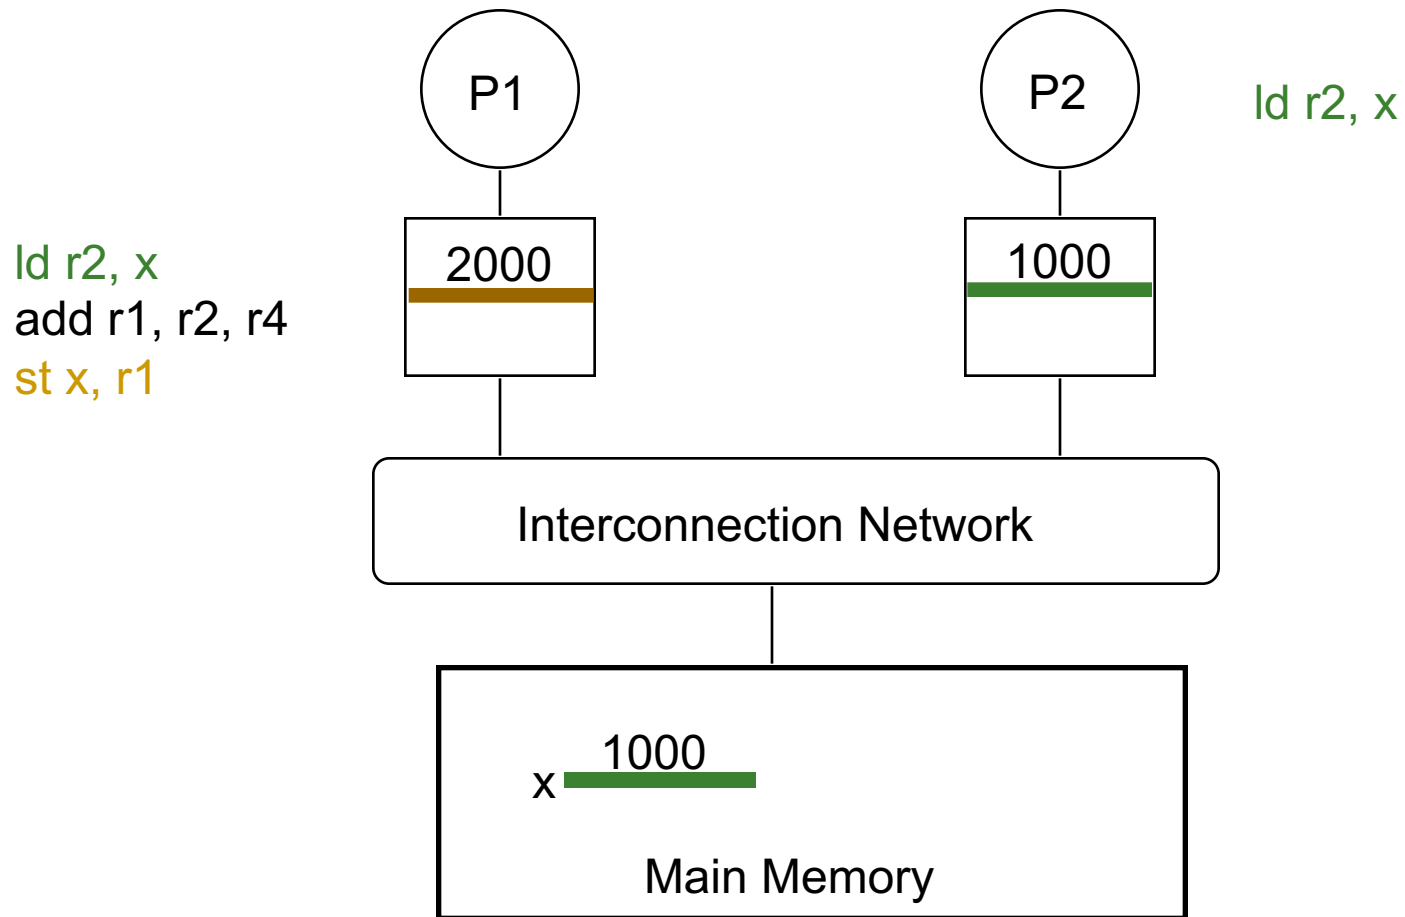 P1
P2
ld r2, x
ld r2, x
add r1, r2, r4
st x, r1
2000
1000
Interconnection Network
1000
x
Main Memory